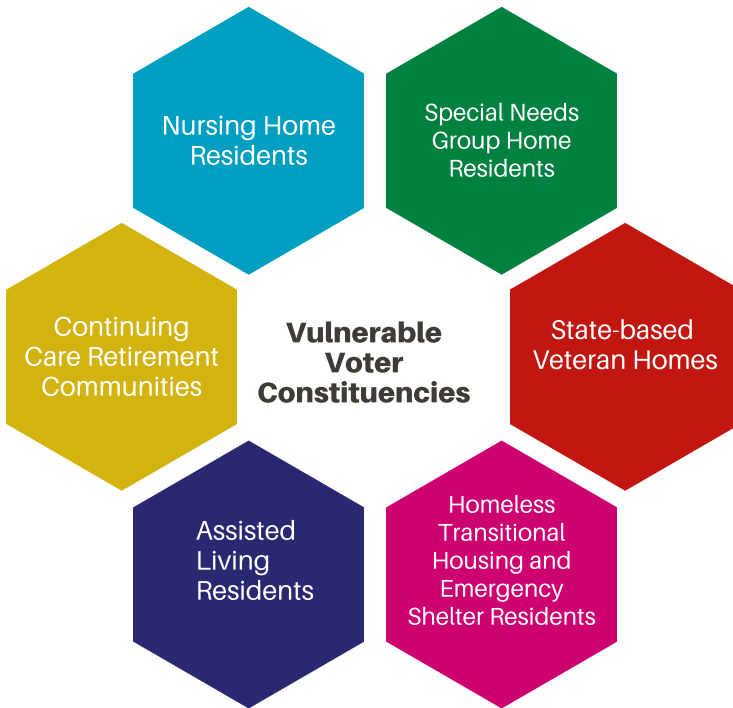 Nursing Home
Residents
Special Needs
Group Home
Residents
Continuing
Care Retirement
Communities
Vulnerable
Voter
Constituencies
State-based
Veteran Homes
Assisted
Living
Residents
Homeless
Transitional
Housing and
Emergency
Shelter Residents